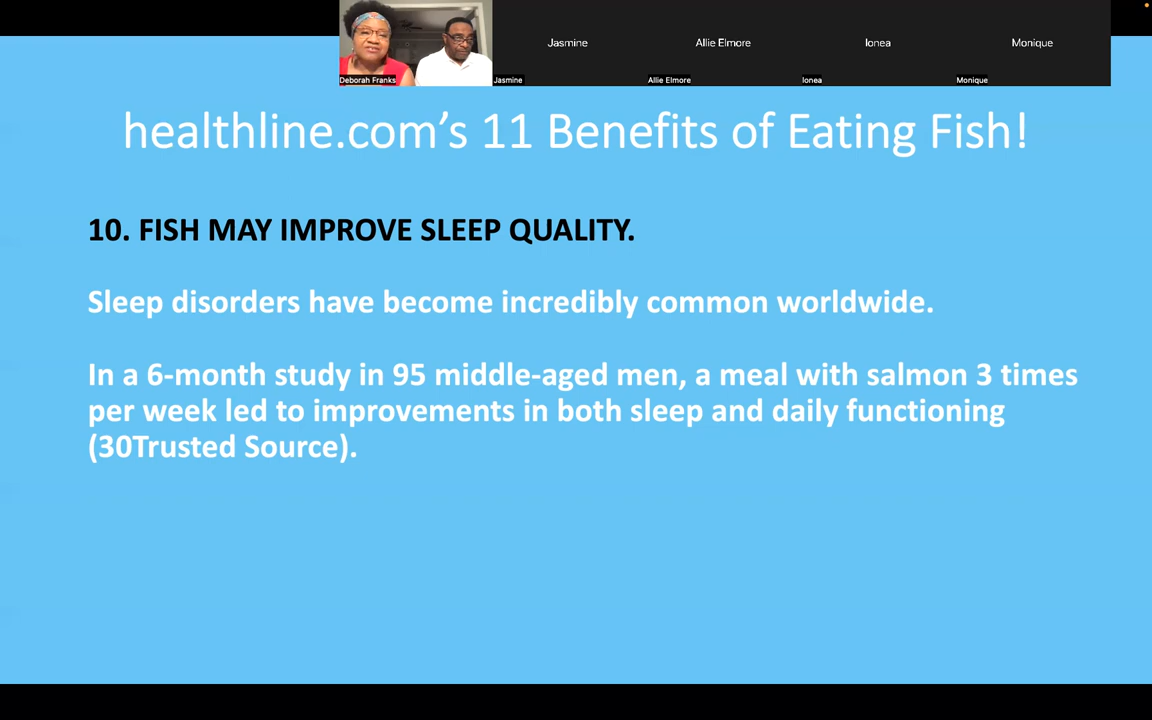 Jasmine
Allie Elmore
Ionea
Monique
Deborah Franks
Jasmine
Allie Elmore
Ionea
Monique
healthline.com’s 11 Benefits of Eating Fish!
10. FISH MAY IMPROVE SLEEP QUALITY.
Sleep disorders have become incredibly common worldwide.
In a 6-month study in 95 middle-aged men, a meal with salmon 3 times
per week led to improvements in both sleep and daily functioning
(30Trusted Source).